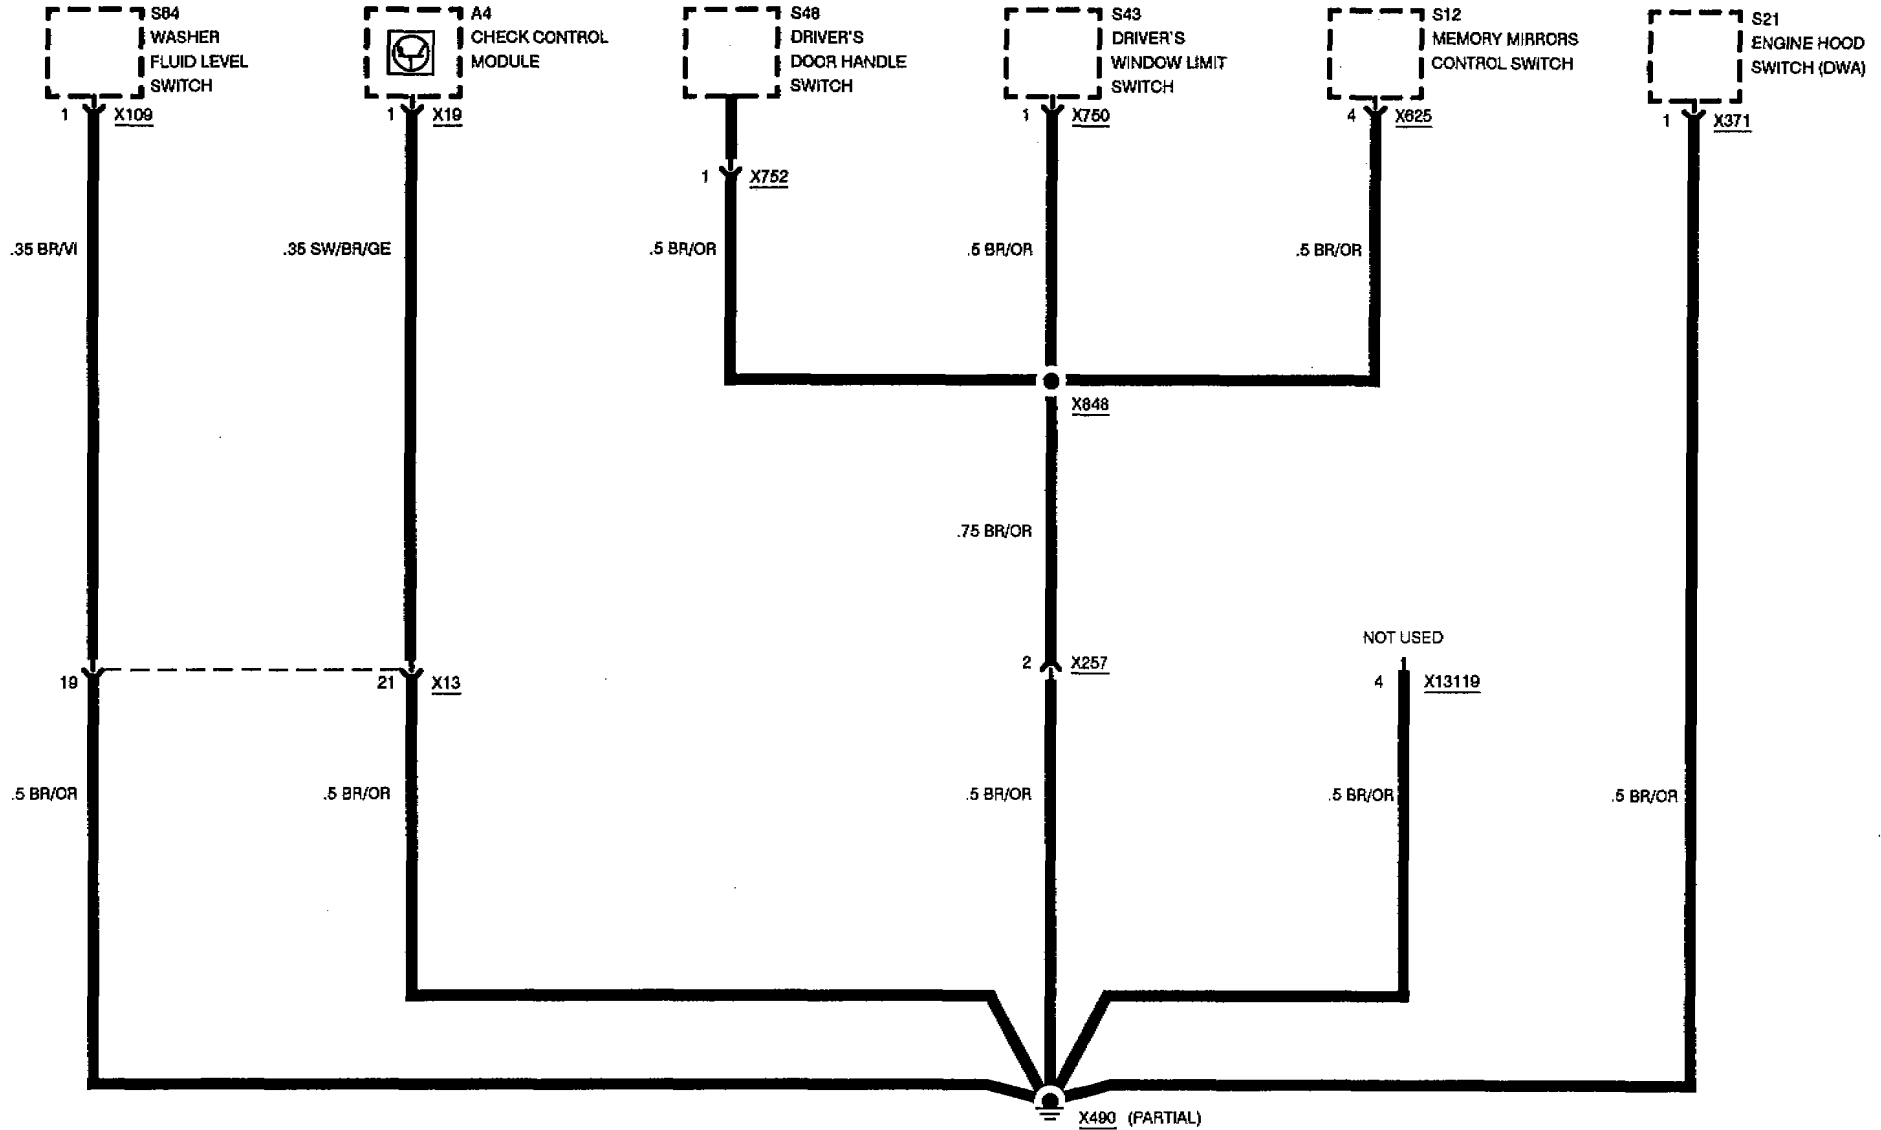 S64
WASHER
FLUID LEVEL
SWITCH
A4
CHECK CONTROL
MODULE
S48
DRIVER'S
DOOR HANDLE
SWITCH
S43
DRIVER'S
WINDOW LIMIT
SWITCH
S12
MEMORY MIRRORS
CONTROL SWITCH
S21
ENGINE HOOD
SWITCH (DWA)
1 X109
1 X19
1 X752
1 X750
4 X625
1 X371
.35 BR/VI
.35 SW/BR/GE
.5 BR/OR
.5 BR/OR
.5 BR/OR
X848
.75 BR/OR
NOT USED
19
21 X13
2 X257
4 X13119
.5 BR/OR
.5 BR/OR
.5 BR/OR
.5 BR/OR
.5 BR/OR
X490 (PARTIAL)